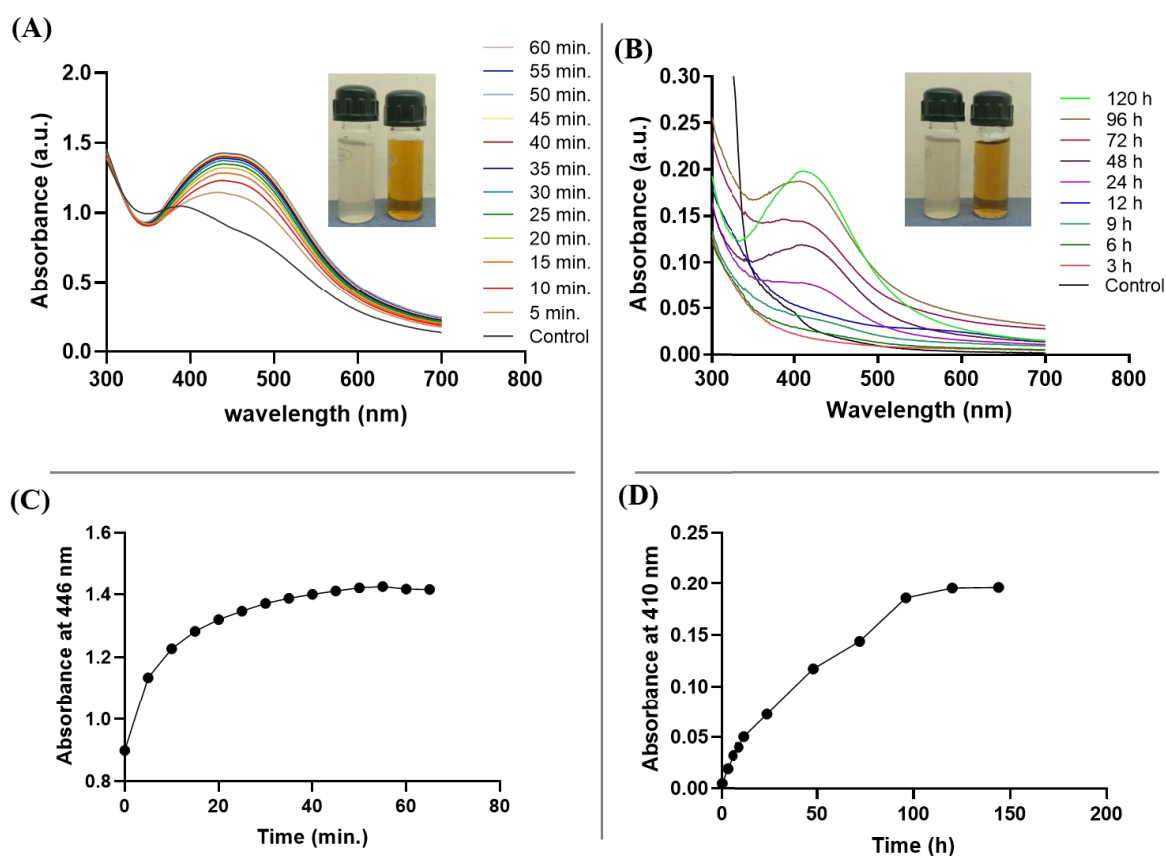 (A)
Absorbance (a.u.)
2.0
1.5
1.0
0.5
0.0
300 400 500 600 700 800
wavelength (nm)
60 min.
55 min.
50 min.
45 min.
40 min.
35 min.
30 min.
25 min.
20 min.
15 min.
10 min.
5 min.
Control
(B)
Absorbance (a.u.)
0.30
0.25
0.20
0.15
0.10
0.05
0.00
300 400 500 600 700 800
Wavelength (nm)
120 h
96 h
72 h
48 h
24 h
12 h
9 h
6 h
3 h
Control
(C)
Absorbance at 446 nm
1.6
1.4
1.2
1.0
0.8
0 20 40 60 80
Time (min.)
(D)
Absorbance at 410 nm
0.25
0.20
0.15
0.10
0.05
0.00
0 50 100 150 200
Time (h)